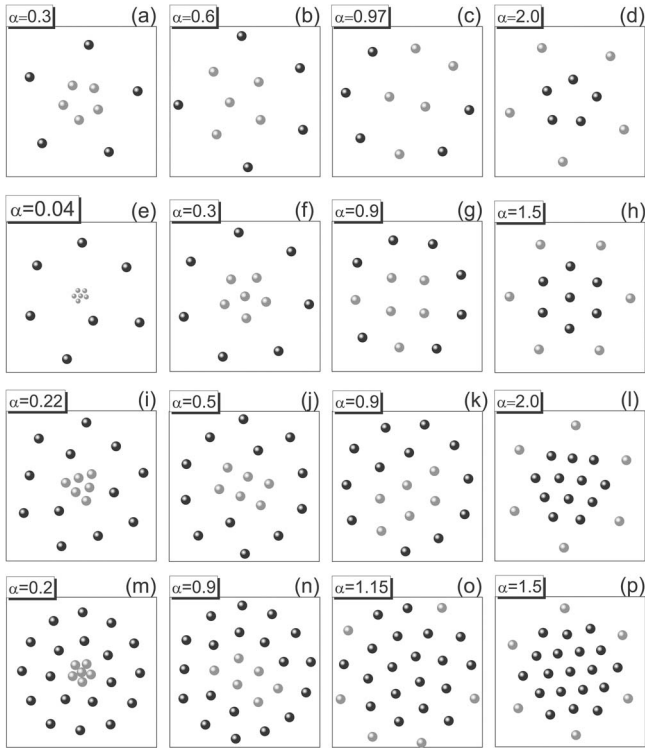 α=0.3 (a) α=0.6 (b) α=0.97 (c) α=2.0 (d)
α=0.04 (e) α=0.3 (f) α=0.9 (g) α=1.5 (h)
α=0.22 (i) α=0.5 (j) α=0.9 (k) α=2.0 (l)
α=0.2 (m) α=0.9 (n) α=1.15 (o) α=1.5 (p)